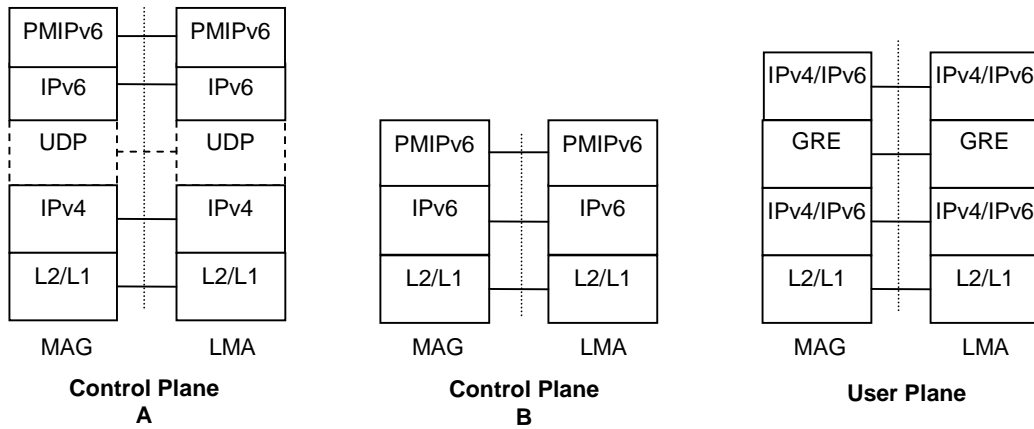 PMIPv6 PMIPv6
IPv6 IPv6
UDP UDP
IPv4 IPv4
L2/L1 L2/L1
MAG LMA
Control Plane
A
PMIPv6 PMIPv6
IPv6 IPv6
L2/L1 L2/L1
MAG LMA
Control Plane
B
IPv4/IPv6 IPv4/IPv6
GRE GRE
IPv4/IPv6 IPv4/IPv6
L2/L1 L2/L1
MAG LMA
User Plane